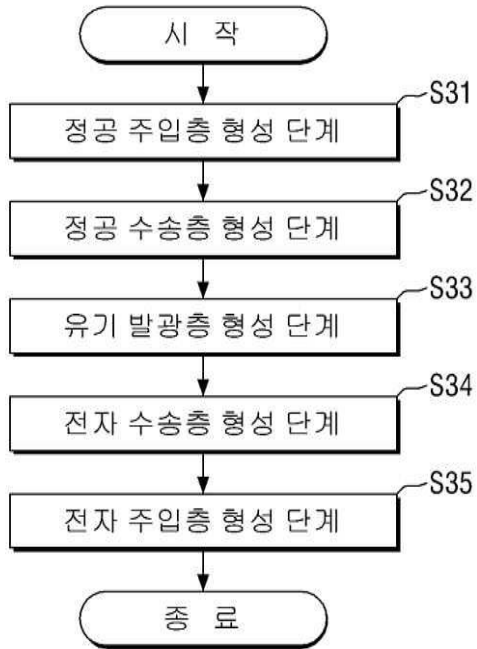 시 작
S31
정공 주입층 형성 단계
S32
정공 수송층 형성 단계
S33
유기 발광층 형성 단계
S34
전자 수송층 형성 단계
S35
전자 주입층 형성 단계
종 료